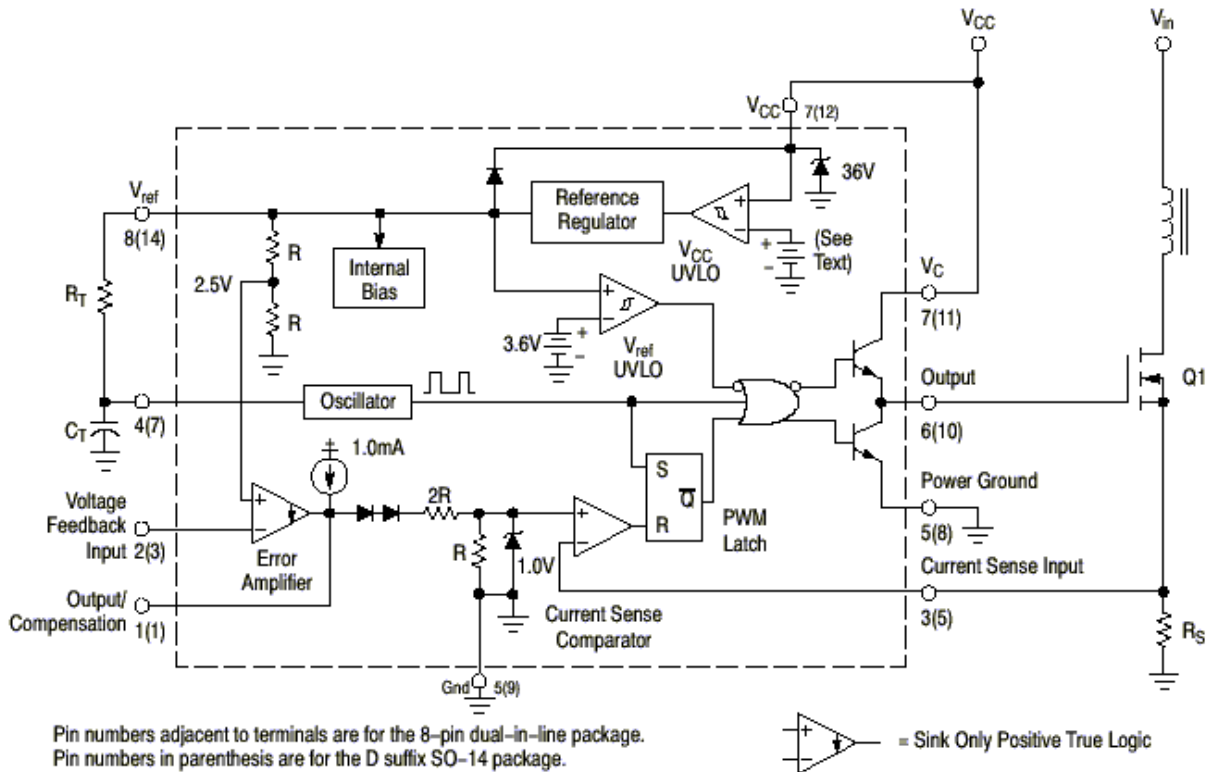 VCC
Vin
VCC
7(12)
36V
Vref
8(14)
R
Reference
Regulator
+
−
VCC
UVLO
+
−
(See
Text)
Internal
Bias
2.5V
R
RT
+
−
3.6V
+
−
Vref
UVLO
VC
7(11)
Output
6(10)
Q1
Oscillator
4(7)
CT
1.0mA
S
Q
R
PWM
Latch
Power Ground
5(8)
Voltage
Feedback
Input 2(3)
+
−
Error
Amplifier
2R
R
1.0V
+
−
Current Sense
Comparator
Current Sense Input
3(5)
RS
Output/
Compensation 1(1)
Gnd 5(9)
Pin numbers adjacent to terminals are for the 8–pin dual–in–line package.
Pin numbers in parenthesis are for the D suffix SO–14 package.
+
−
= Sink Only Positive True Logic